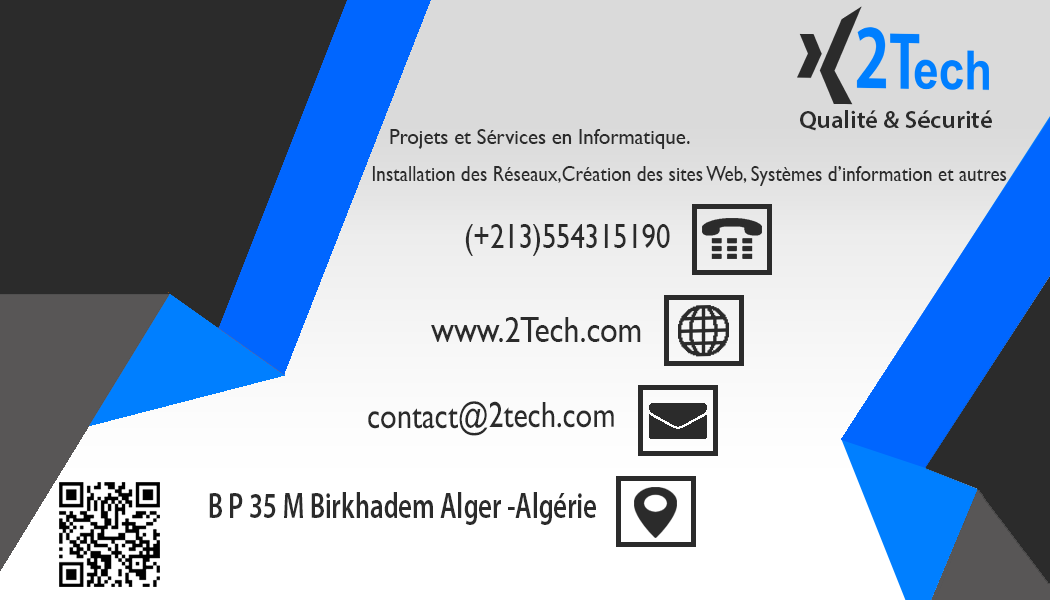 2Tech
Qualité & Sécurité
Projets et Sérvices en Informatique.
Installation des Réseaux,Création des sites Web, Systèmes d'information et autres
(+213)554315190
www.2Tech.com
contact@2tech.com
B P 35 M Birkhadem Alger -Algérie